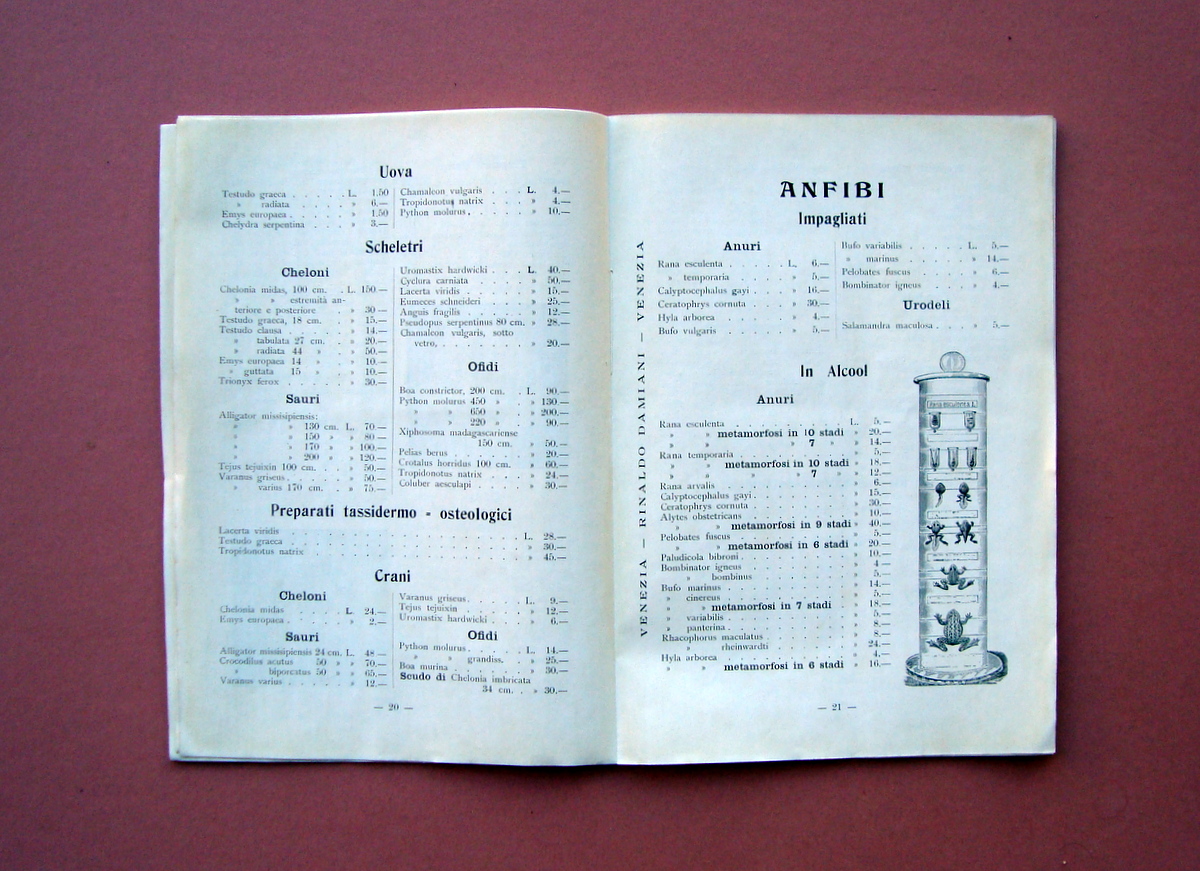 Uova
Testudo graeca . . . . . L. 1.50
» radiata . . . . . » 6.—
Emys europaea . . . . . » 1.50
Chelydra serpentina . . . . » 3.—
Chamaleon vulgaris . . . L. 4.—
Tropidonotus natrix . . . » 4.—
Python molurus . . . . . » 10.—
Scheletri
Cheloni
Chelonia midas, 100 cm. . L. 150.—
» » estremità an-
teriore e posteriore . » 30 —
Testudo graeca, 18 cm. . » 15.—
Testudo clausa . . . . » 14.—
» tabulata 27 cm. . » 20.—
» radiata 44 » . » 50.—
Emys europaea 14 » . » 10.—
» guttata 15 » . » 10.—
Trionyx ferox . . . . . » 30.—
Sauri
Alligator missisipiensis:
» » 130 cm. L. 70.—
» » 150 » » 80 —
» » 170 » » 100.—
» » 200 » » 120.—
Tejus tejuixin 100 cm. . . » 50.—
Varanus griseus . . . . » 50.—
» varius 170 cm. . » 75.—
Uromastix hardwicki . . . L. 40.—
Cyclura carniata . . . . » 50.—
Lacerta viridis . . . . . » 15.—
Eumeces schneideri . . . » 25.—
Anguis fragilis . . . . . » 12.—
Pseudopus serpentinus 80 cm. » 28.—
Chamaleon vulgaris, sotto
vetro, . . . . . . . » 20.—
Ofidi
Boa constrictor, 200 cm. . L. 90.—
Python molurus 450 » . » 130 —
» » 650 » . » 200.—
» » 220 » . » 90.—
Xiphosoma madagascariense
150 cm. . . » 50.—
Pelias berus . . . . . » 20.—
Crotalus horridus 100 cm. . » 60.—
Tropidonotus natrix . . . » 24.—
Coluber aesculapi . . . . » 30.—
Preparati tassidermo - osteologici
Lacerta viridis . . . . . . . . . . L. 28.—
Testudo graeca . . . . . . . . . . » 30.—
Tropidonotus natrix . . . . . . . . » 45.—
Crani
Cheloni
Chelonia midas . . . . L. 24.—
Emys europaea . . . . . » 2.—
Sauri
Alligator missisipiensis 24 cm. L. 48 —
Crocodilus acutus 50 » » 70.—
» biporcatus 50 » » 65.—
Varanus varius . . . . . » 12.—
Varanus griseus . . . . . L. 9.—
Tejus tejuixin . . . . . » 12.—
Uromastix hardwicki . . . » 6.—
Ofidi
Python molurus . . . . . L. 14.—
» » grandiss. . » 25.—
Boa murina . . . . . . » 30.—
Scudo di Chelonia imbricata
34 cm. . » 30.—
— 20 —
VENEZIA — RINALDO DAMIANI — VENEZIA
ANFIBI
Impagliati
Anuri
Rana esculenta . . . . . L. 6.—
» temporaria . . . . » 5.—
Calyptocephalus gayi . . . » 16.—
Ceratophrys cornuta . . . » 30.—
Hyla arborea . . . . . » 4.—
Bufo vulgaris . . . . . » 5.—
Bufo variabilis . . . . . L. 5.—
» marinus . . . . . » 14.—
Pelobates fuscus . . . . » 6.—
Bombinator igneus . . . . » 4.—
Urodeli
Salamandra maculosa . . . . » 5.—
In Alcool
Anuri
Rana esculenta . . . . . . . . L. 5.—
» » metamorfosi in 10 stadi » 20.—
» » » 7 » » 14.—
Rana temporaria . . . . . . . » 5.—
» » metamorfosi in 10 stadi » 18.—
» » » 7 » » 12.—
Rana arvalis . . . . . . . . » 6.—
Calyptocephalus gayi . . . . . . » 15.—
Ceratophrys cornuta . . . . . . » 30.—
Alytes obstetricans . . . . . . » 10.—
» » metamorfosi in 9 stadi » 40.—
Pelobates fuscus . . . . . . . » 5.—
» » metamorfosi in 6 stadi » 20 —
Paludicola bibroni . . . . . . . » 10.—
Bombinator igneus . . . . . . . » 4 —
» bombinus . . . . . . » 5.—
Bufo marinus . . . . . . . . » 14.—
» cinereus . . . . . . . . » 5.—
» » metamorfosi in 7 stadi » 18.—
» variabilis . . . . . . . . » 5.—
» panterina . . . . . . . . » 8.—
Rhacophorus maculatus . . . . . » 8.—
» rheinwardti . . . . . » 24.—
Hyla arborea . . . . . . . . » 4.—
» » metamorfosi in 6 stadi » 16.—
RANA ESCULENTA L.
— 21 —